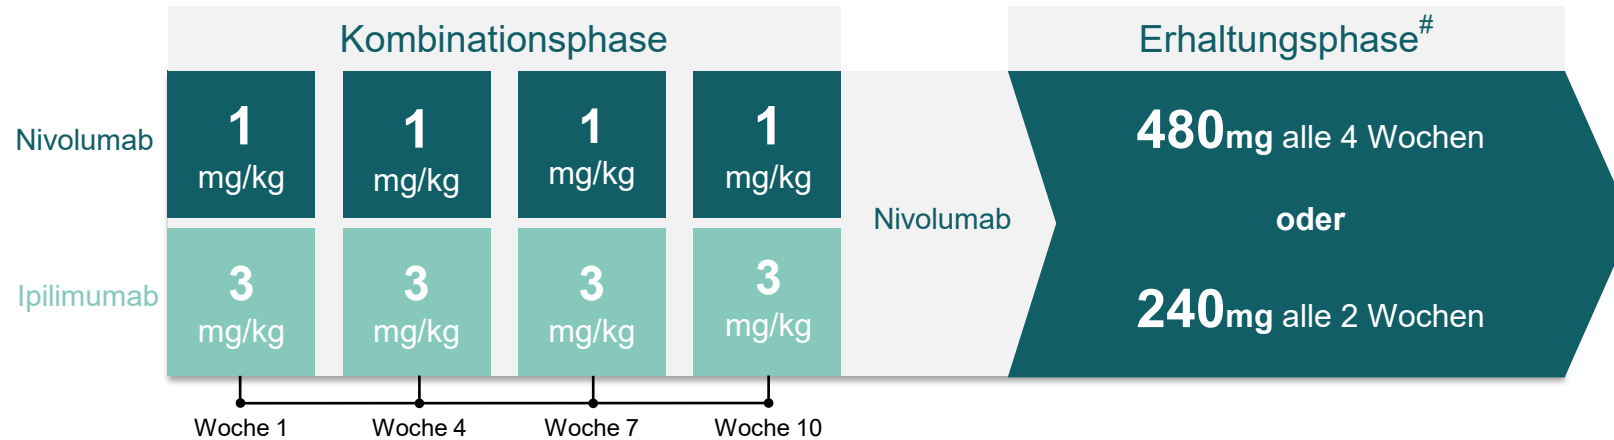 Kombinationsphase
Erhaltungsphase#
Nivolumab
1 1 1 1
mg/kg mg/kg mg/kg mg/kg
Ipilimumab
3 3 3 3
mg/kg mg/kg mg/kg mg/kg
Woche 1 Woche 4 Woche 7 Woche 10
Nivolumab
480mg alle 4 Wochen
oder
240mg alle 2 Wochen